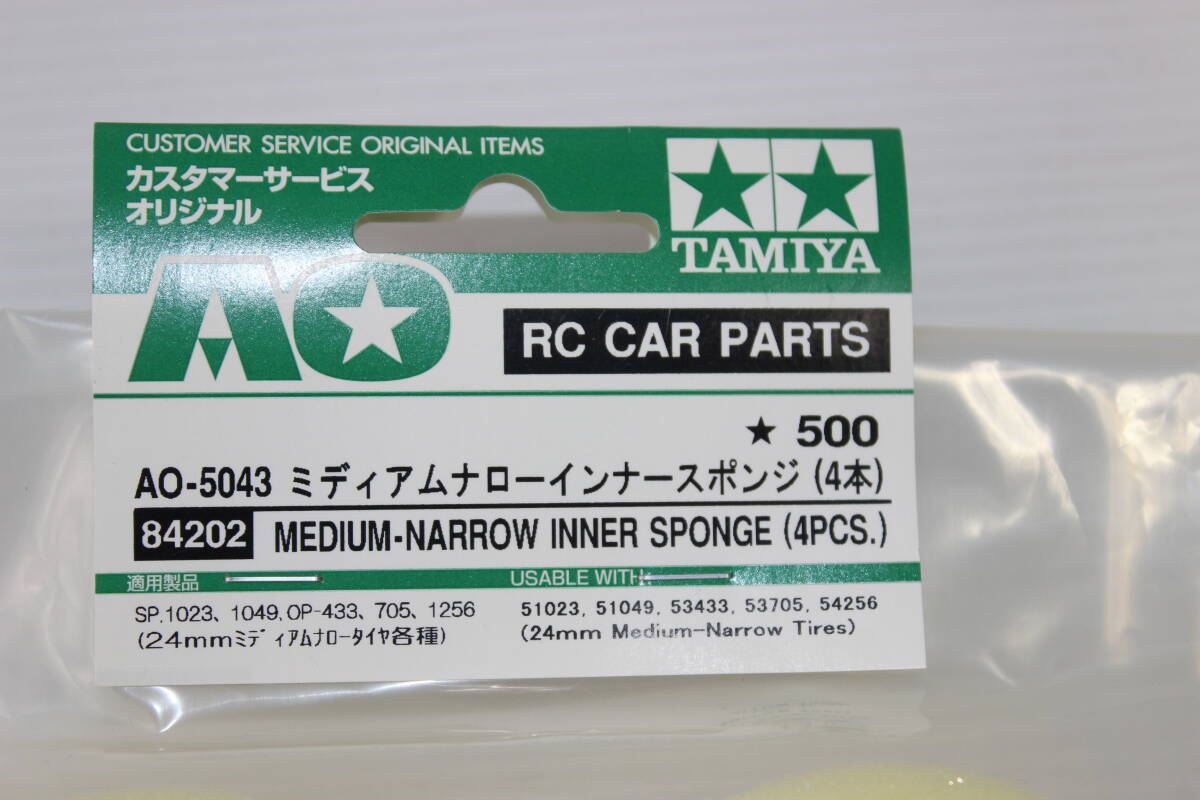 CUSTOMER SERVICE ORIGINAL ITEMS
カスタマーサービス
オリジナル
TAMIYA
AO
RC CAR PARTS
★ 500
AO-5043 ミディアムナローインナースポンジ (4本)
84202 MEDIUM-NARROW INNER SPONGE (4PCS.)
適用製品
SP.1023、1049、OP-433、705、1256
(24mmミディアムナロータイヤ各種)
USABLE WITH:
51023, 51049, 53433, 53705, 54256
(24mm Medium-Narrow Tires)